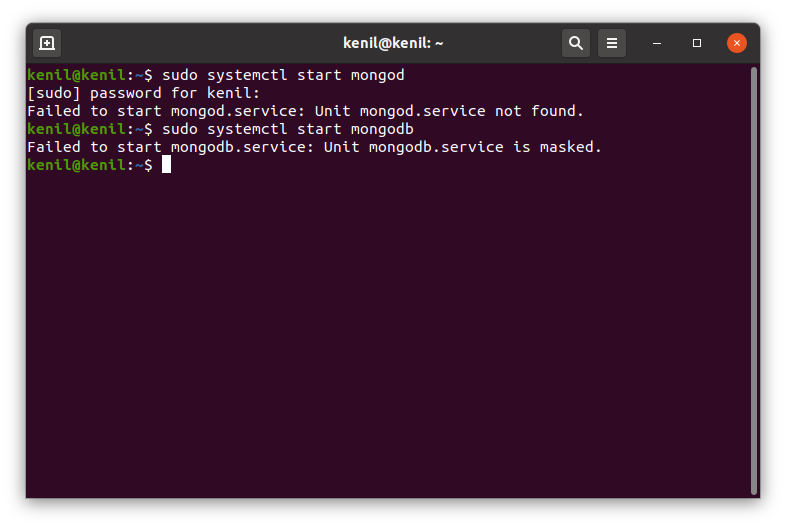 kenil@kenil: ~
kenil@kenil:~$ sudo systemctl start mongod
[sudo] password for kenil:
Failed to start mongod.service: Unit mongod.service not found.
kenil@kenil:~$ sudo systemctl start mongodb
Failed to start mongodb.service: Unit mongodb.service is masked.
kenil@kenil:~$